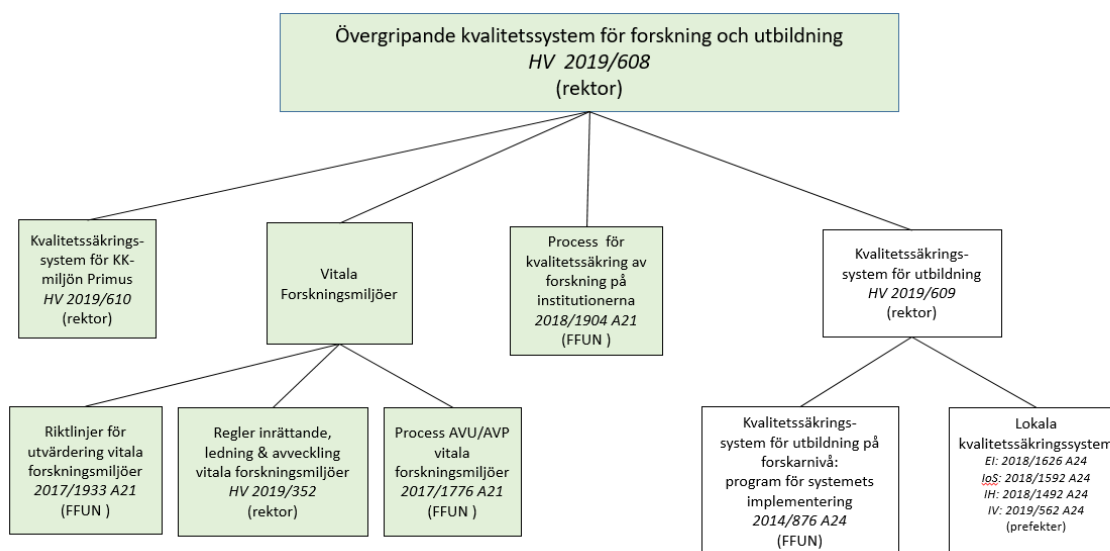 Övergripande kvalitetssystem för forskning och utbildning
HV 2019/608
(rektor)
Kvalitetssäkrings-
system för KK-
miljön Primus
HV 2019/610
(rektor)
Vitala
Forskningsmiljöer
Process för
kvalitetssäkring av
forskning på
institutionerna
2018/1904 A21
(FFUN )
Kvalitetssäkrings-
system för utbildning
HV 2019/609
(rektor)
Riktlinjer för
utvärdering vitala
forskningsmiljöer
2017/1933 A21
(FFUN)
Regler inrättande,
ledning & avveckling
vitala forskningsmiljöer
HV 2019/352
(rektor)
Process AVU/AVP
vitala
forskningsmiljöer
2017/1776 A21
(FFUN )
Kvalitetssäkrings-
system för utbildning på
forskarnivå:
program för systemets
implementering
2014/876 A24
(FFUN)
Lokala
kvalitetssäkringssystem
EI: 2018/1626 A24
IoS: 2018/1592 A24
IH: 2018/1492 A24
IV: 2019/562 A24
(prefekter)